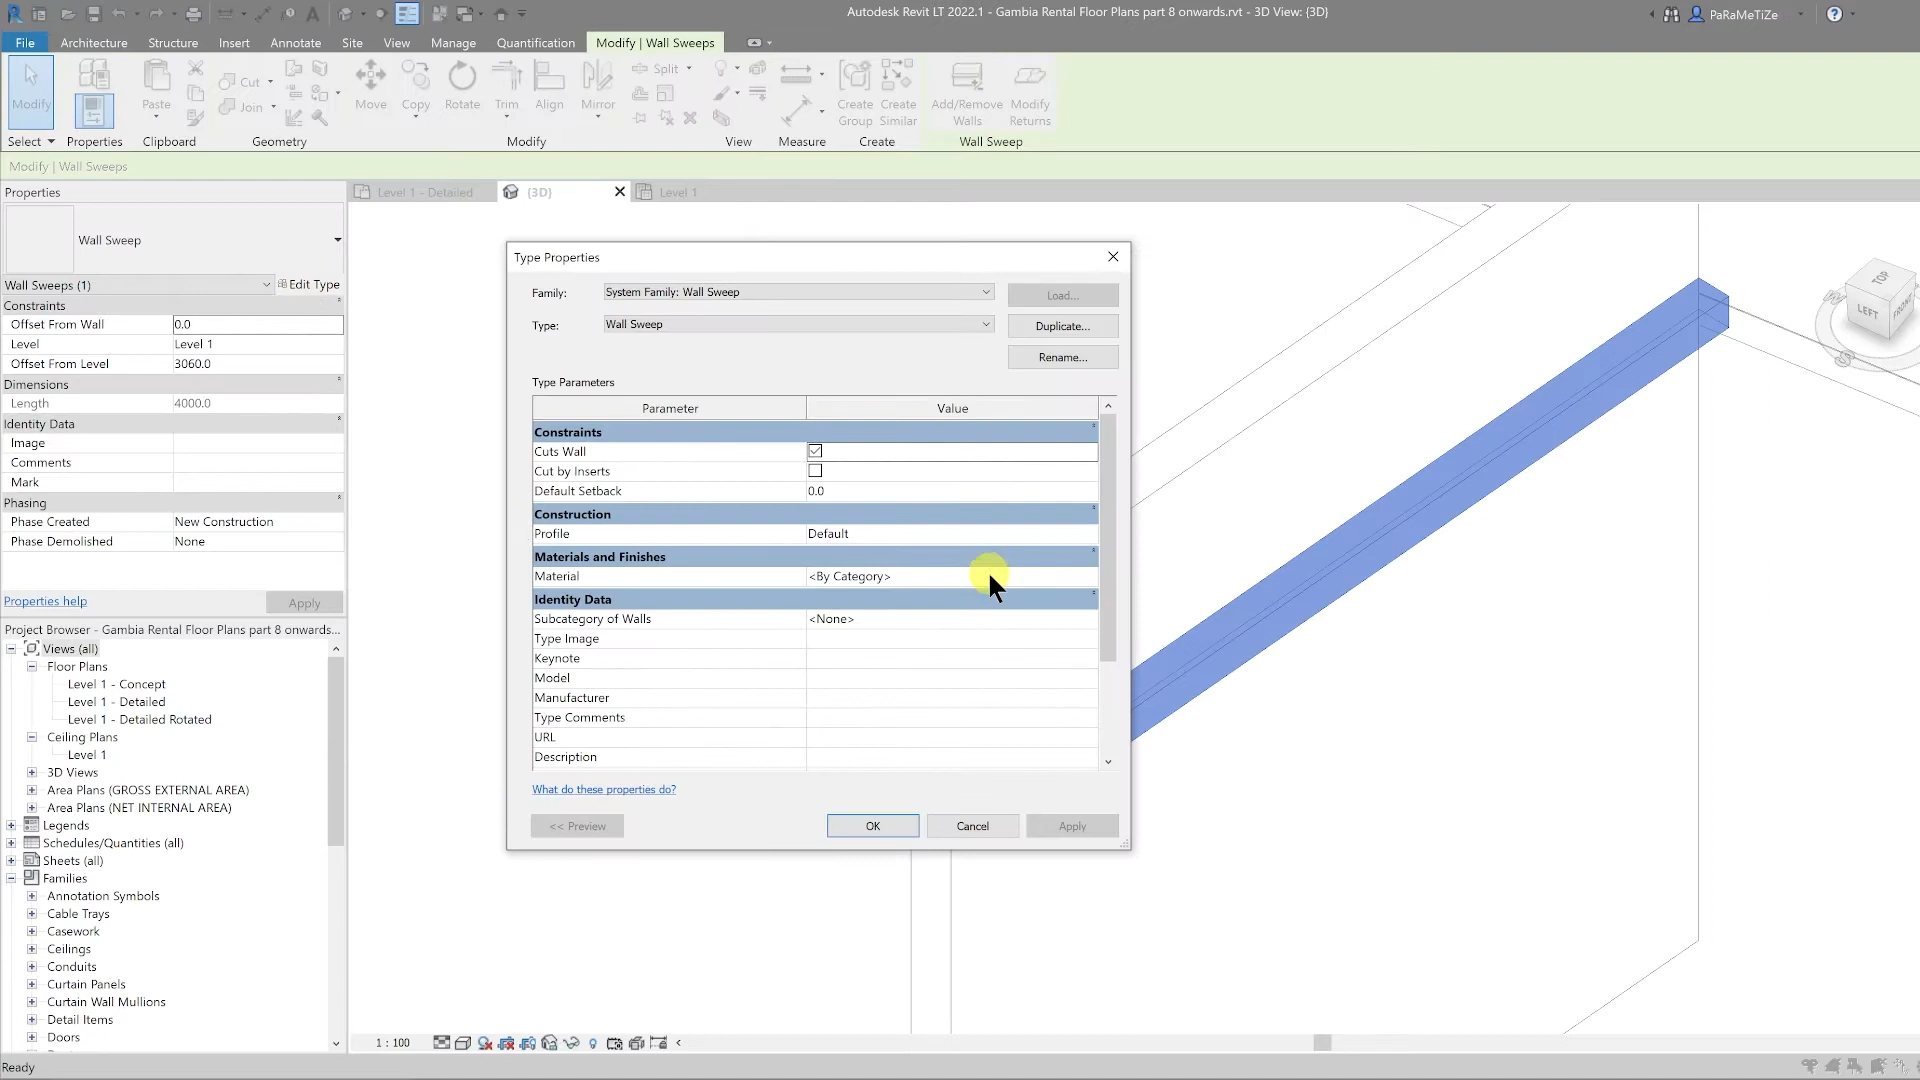 Autodesk Revit LT 2022.1 - Gambia Rental Floor Plans part 8 onwards.rvt - 3D View: {3D}
PaRaMeTiZe
File Architecture Structure Insert Annotate Site View Manage Quantification Modify | Wall Sweeps
Modify
Paste
Cut
Join
Move
Copy
Rotate
Trim
Align
Mirror
Split
Create Group
Create Similar
Add/Remove Walls
Modify Returns
Select Properties Clipboard Geometry Modify View Measure Create Wall Sweep
Modify | Wall Sweeps
Properties
Level 1 - Detailed
{3D}
Level 1
Wall Sweep
Wall Sweeps (1)
Edit Type
Constraints
Offset From Wall 0.0
Level Level 1
Offset From Level 3060.0
Dimensions
Length 4000.0
Identity Data
Image
Comments
Mark
Phasing
Phase Created New Construction
Phase Demolished None
Properties help
Apply
Project Browser - Gambia Rental Floor Plans part 8 onwards...
Views (all)
Floor Plans
Level 1 - Concept
Level 1 - Detailed
Level 1 - Detailed Rotated
Ceiling Plans
Level 1
3D Views
Area Plans (GROSS EXTERNAL AREA)
Area Plans (NET INTERNAL AREA)
Legends
Schedules/Quantities (all)
Sheets (all)
Families
Annotation Symbols
Cable Trays
Casework
Ceilings
Conduits
Curtain Panels
Curtain Wall Mullions
Detail Items
Doors
Type Properties
Family: System Family: Wall Sweep
Load...
Type: Wall Sweep
Duplicate...
Rename...
Type Parameters
Parameter Value
Constraints
Cuts Wall
Cut by Inserts
Default Setback 0.0
Construction
Profile Default
Materials and Finishes
Material <By Category>
Identity Data
Subcategory of Walls <None>
Type Image
Keynote
Model
Manufacturer
Type Comments
URL
Description
What do these properties do?
<< Preview
OK
Cancel
Apply
TOP
LEFT
FRONT
W
S
1 : 100
Ready